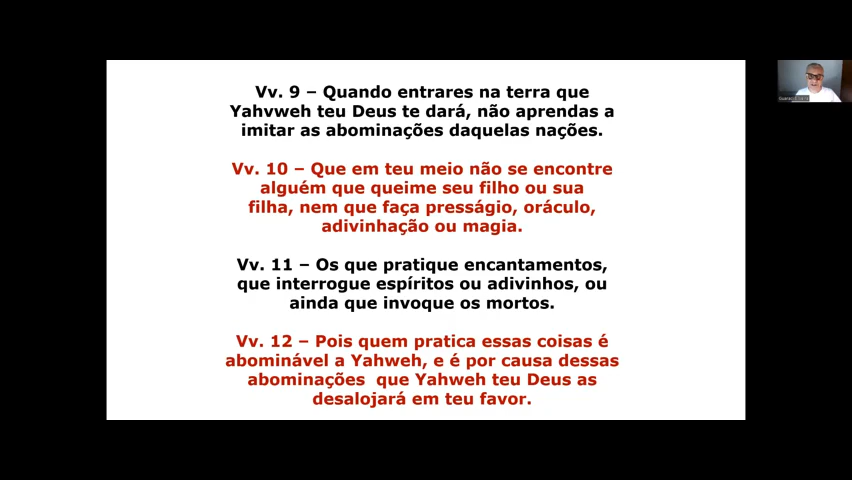 Vv. 9 – Quando entrares na terra que
Yahvweh teu Deus te dará, não aprendas a
imitar as abominações daquelas nações.
Vv. 10 – Que em teu meio não se encontre
alguém que queime seu filho ou sua
filha, nem que faça pressságio, oráculo,
adivinhação ou magia.
Vv. 11 – Os que pratique encantamentos,
que interrogue espíritos ou adivinhos, ou
ainda que invoque os mortos.
Vv. 12 – Pois quem pratica essas coisas é
abominável a Yahweh, e é por causa dessas
abominações  que Yahweh teu Deus as
desalojará em teu favor.